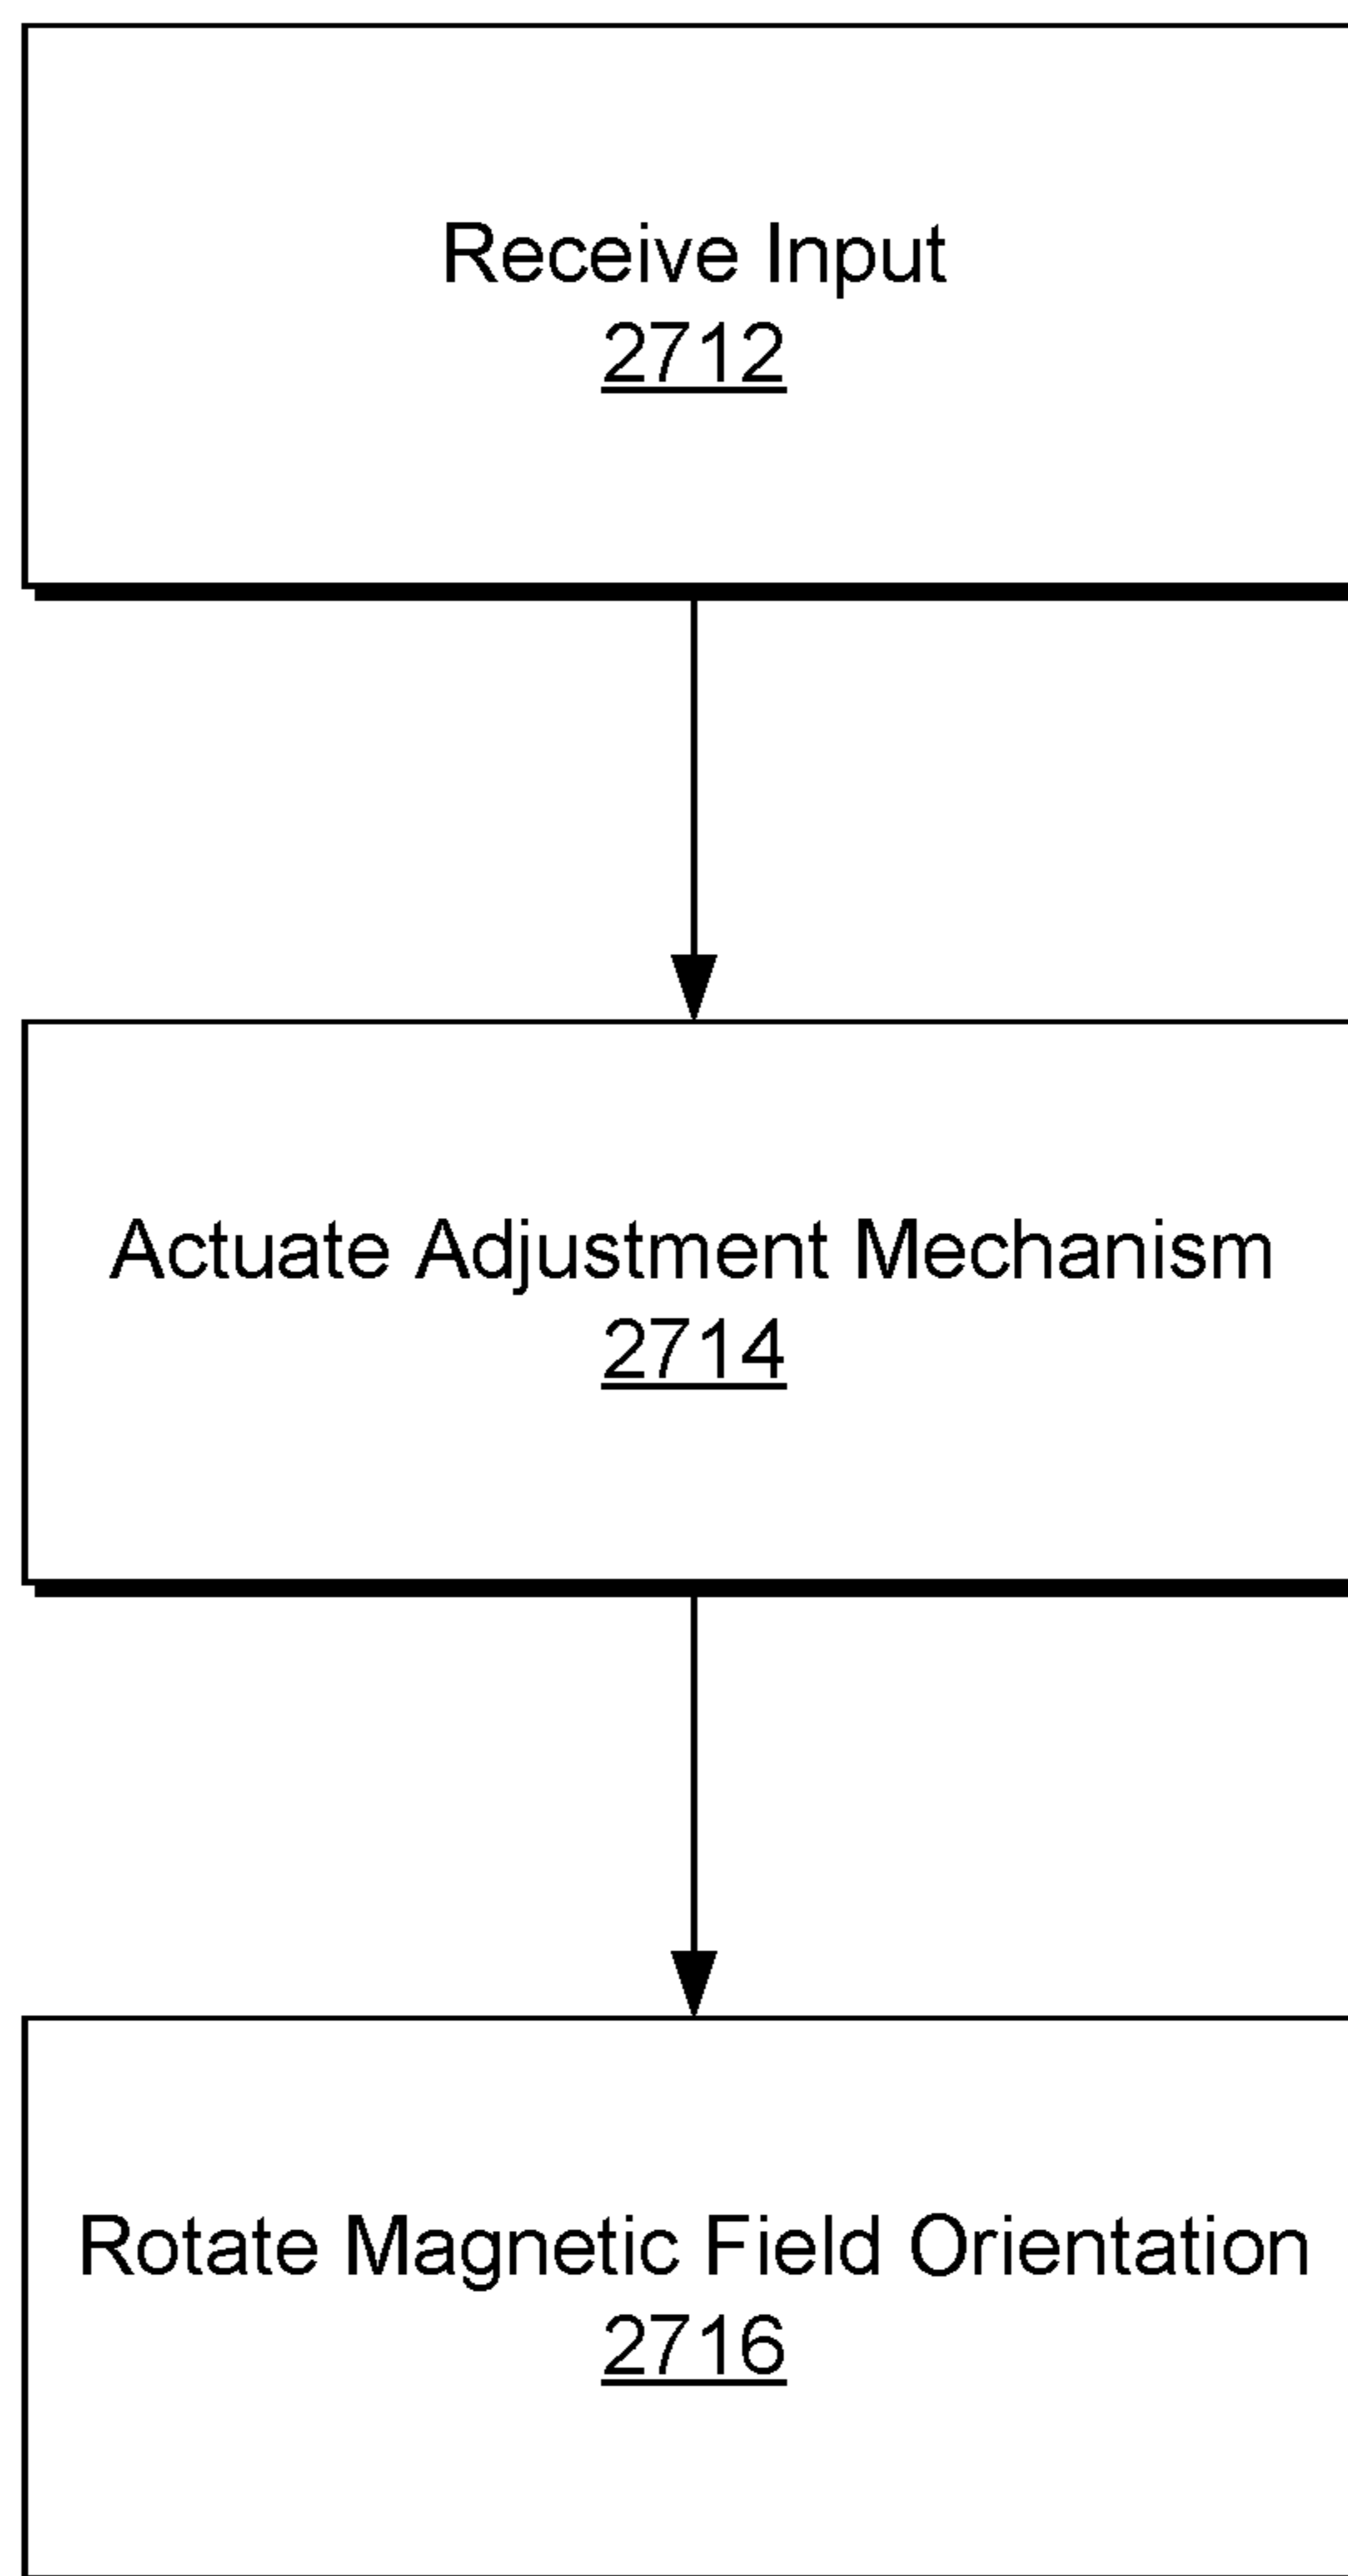 Receive Input
2712
Actuate Adjustment Mechanism
2714
Rotate Magnetic Field Orientation
2716